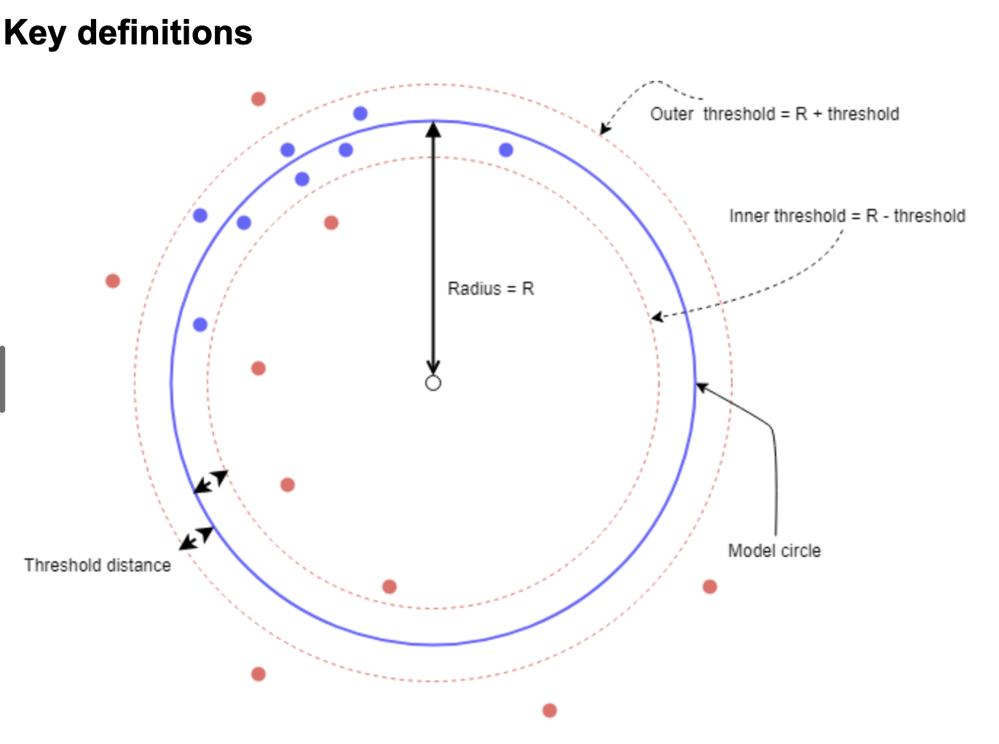 Key definitions
Outer threshold = R + threshold
Inner threshold = R - threshold
Radius = R
Model circle
Threshold distance